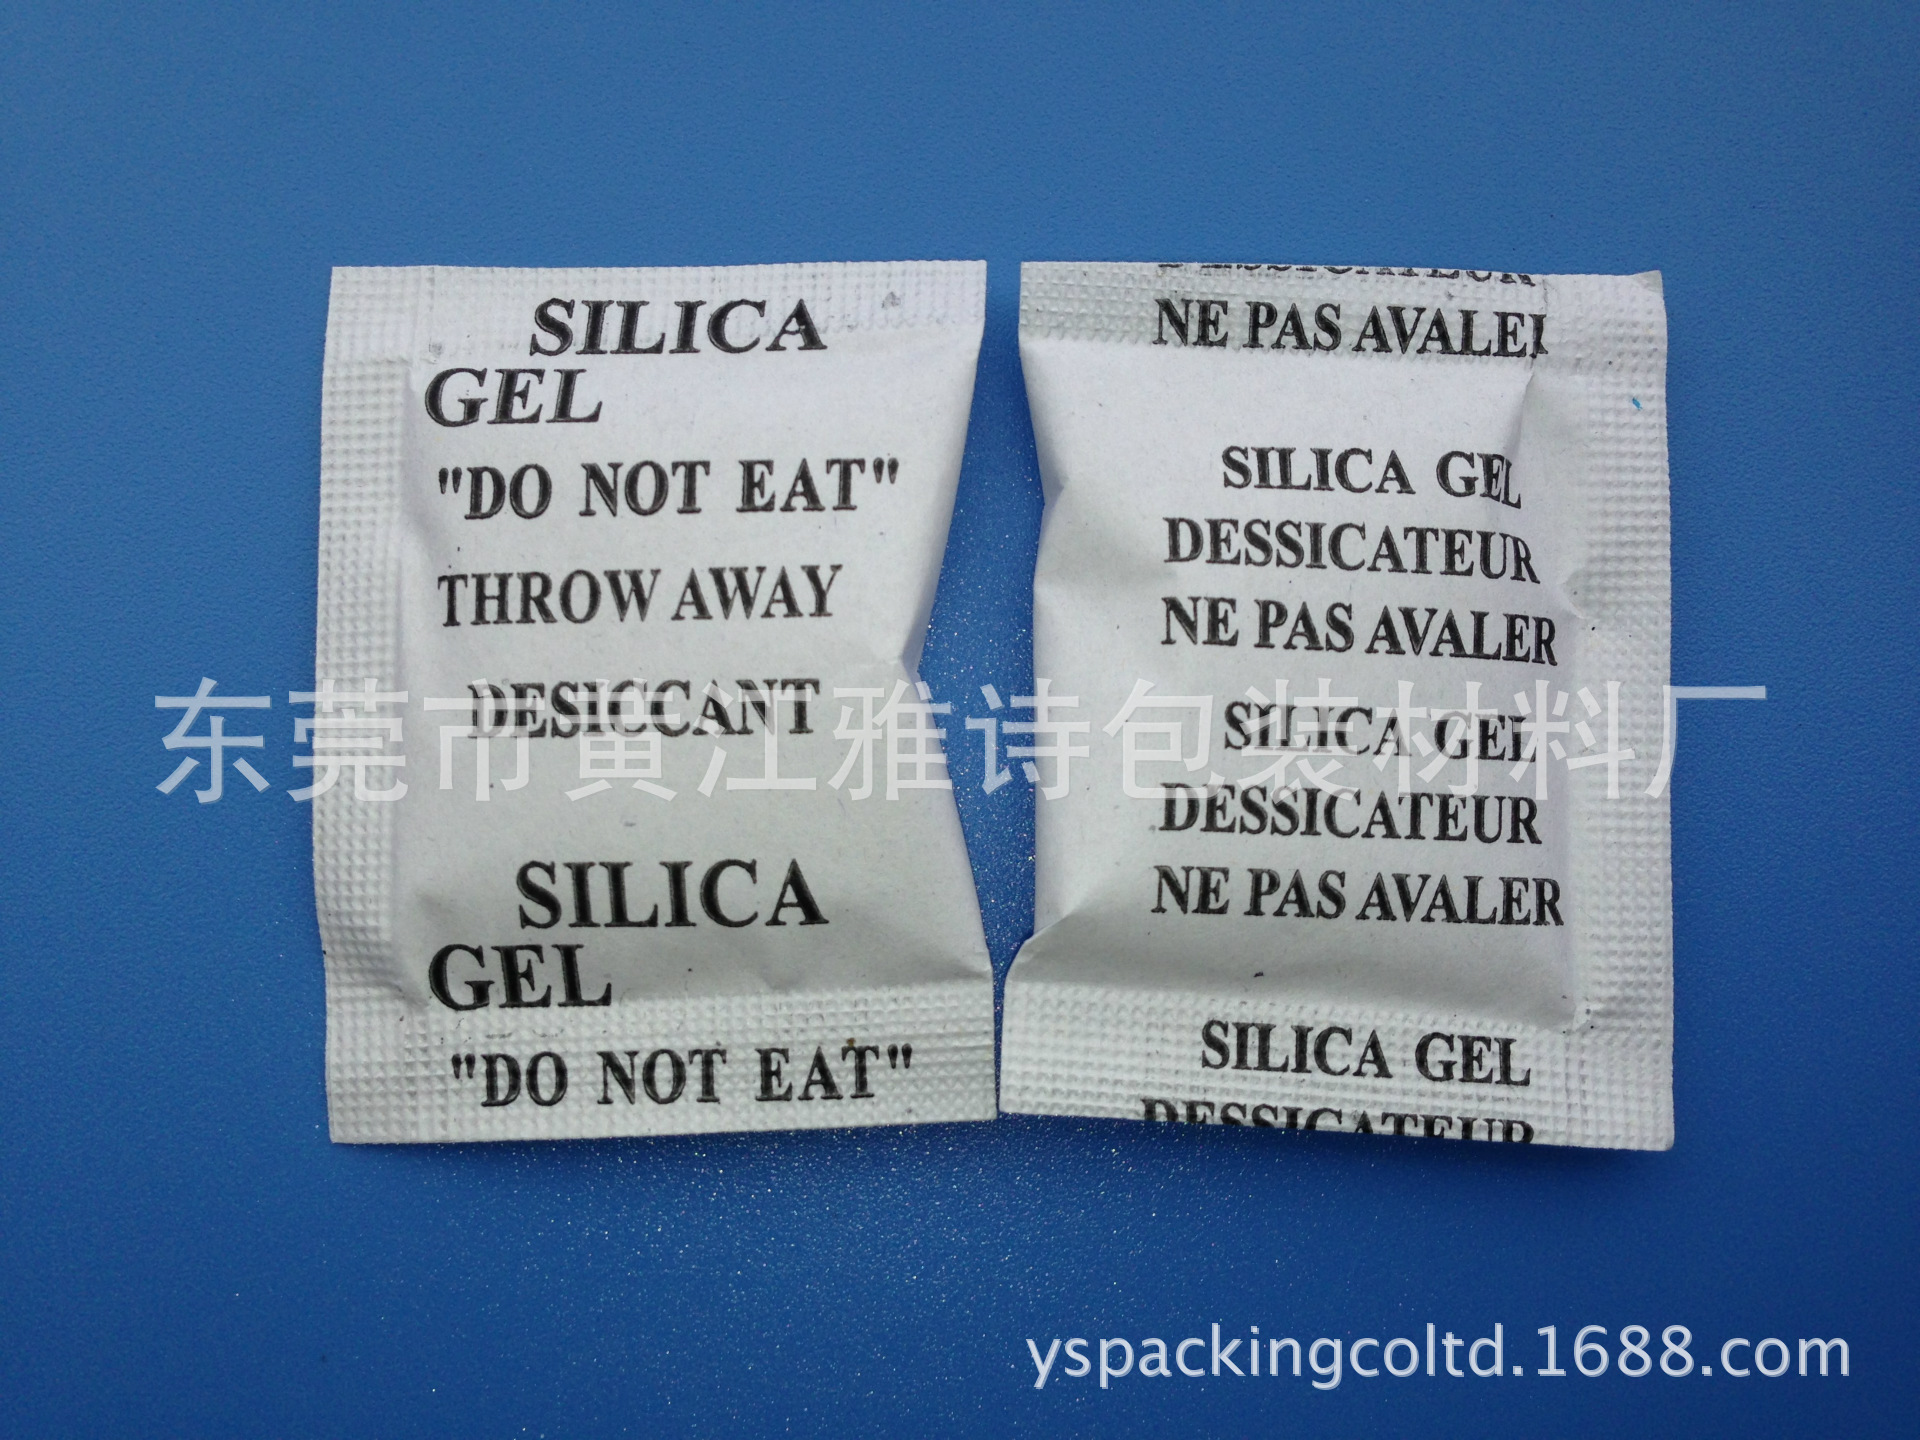 SILICA
GEL
"DO NOT EAT"
THROW AWAY
DESICCANT
SILICA
GEL
"DO NOT EAT"
DESSICATEUR
NE PAS AVALER
SILICA GEL
DESSICATEUR
NE PAS AVALER
SILICA GEL
DESSICATEUR
NE PAS AVALER
SILICA GEL
DESSICATEUR
东莞市黄江雅诗包装材料厂
yspackingcoltd.1688.com